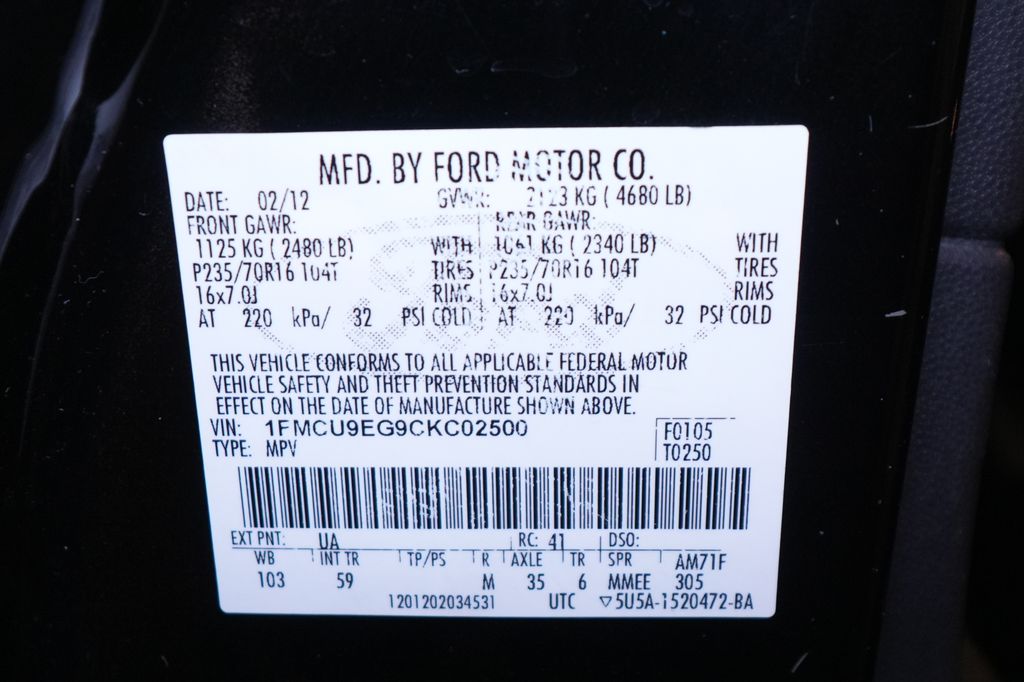 MFD. BY FORD MOTOR CO.
DATE: 02/12 GVWR: 2123 KG ( 4680 LB)
FRONT GAWR: REAR GAWR:
1125 KG ( 2480 LB) WITH 1061 KG ( 2340 LB) WITH
P235/70R16 104T TIRES P235/70R16 104T TIRES
16x7.0J RIMS 16x7.0J RIMS
AT 220 kPa/ 32 PSI COLD AT 220 kPa/ 32 PSI COLD
THIS VEHICLE CONFORMS TO ALL APPLICABLE FEDERAL MOTOR
VEHICLE SAFETY AND THEFT PREVENTION STANDARDS IN
EFFECT ON THE DATE OF MANUFACTURE SHOWN ABOVE.
VIN: 1FMCU9EG9CKC02500 F0105
TYPE: MPV T0250
EXT PNT: UA RC: 41 DSO:
WB INT TR TP/PS R AXLE TR SPR AM71F
103 59 M 35 6 MMEE 305
1201202034531 UTC ▽5U5A-1520472-BA